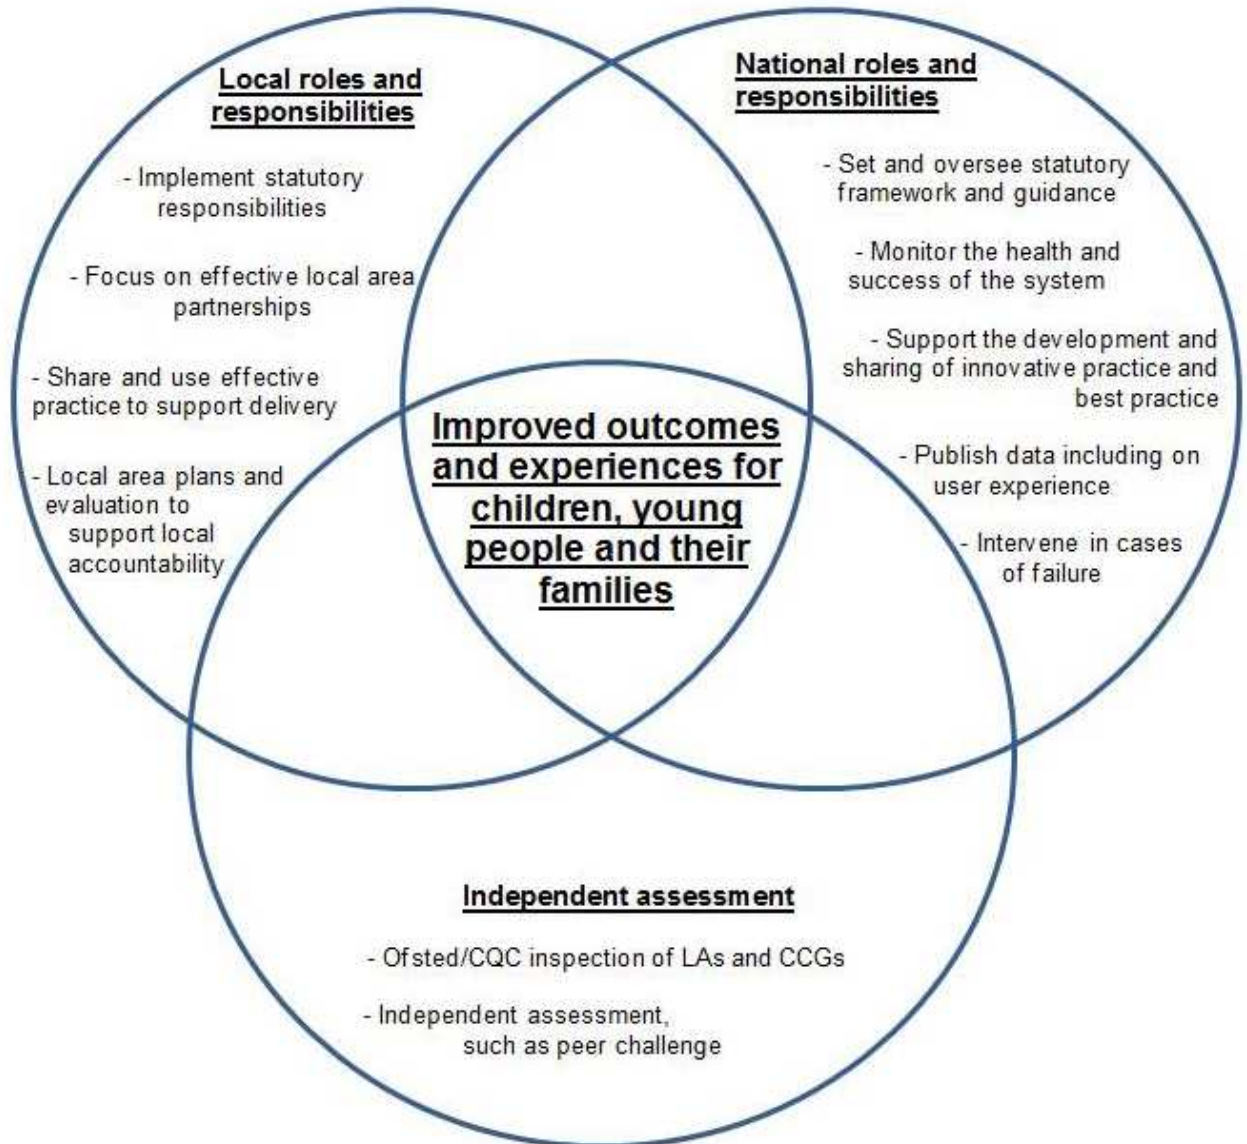 Local roles and
responsibilities
- Implement statutory
responsibilities
- Focus on effective local area
partnerships
- Share and use effective
practice to support delivery
- Local area plans and
evaluation to
support local
accountability
National roles and
responsibilities
- Set and oversee statutory
framework and guidance
- Monitor the health and
success of the system
- Support the development and
sharing of innovative practice and
best practice
- Publish data including on
user experience
- Intervene in cases
of failure
Improved outcomes
and experiences for
children, young
people and their
families
Independent assessment
- Ofsted/CQC inspection of LAs and CCGs
- Independent assessment,
such as peer challenge